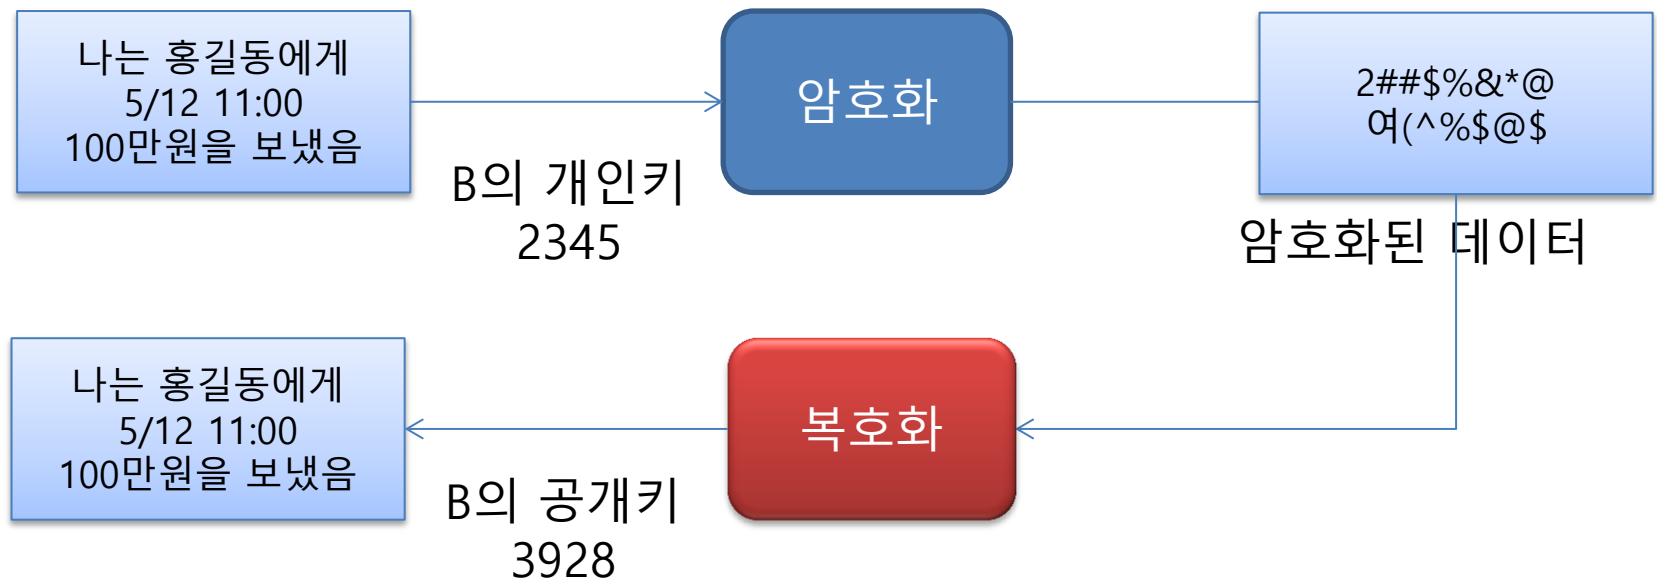 나는 홍길동에게
5/12 11:00
100만원을 보냈음
B의 개인키
2345
암호화
2##$%&*@
여(^%$@$
암호화된 데이터
나는 홍길동에게
5/12 11:00
100만원을 보냈음
B의 공개키
3928
복호화